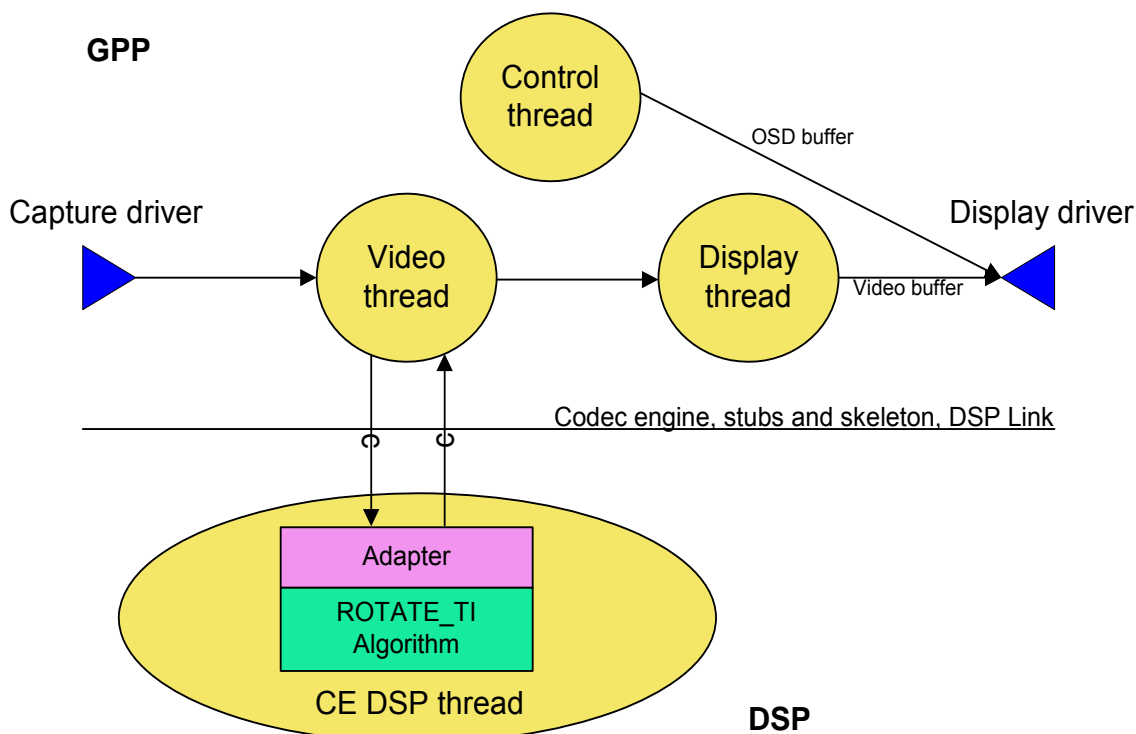 GPP
Control
thread
OSD buffer
Capture driver
Display driver
Video
thread
Display
thread
Video buffer
Codec engine, stubs and skeleton, DSP Link
c
c
Adapter
ROTATE_TI
Algorithm
CE DSP thread
DSP